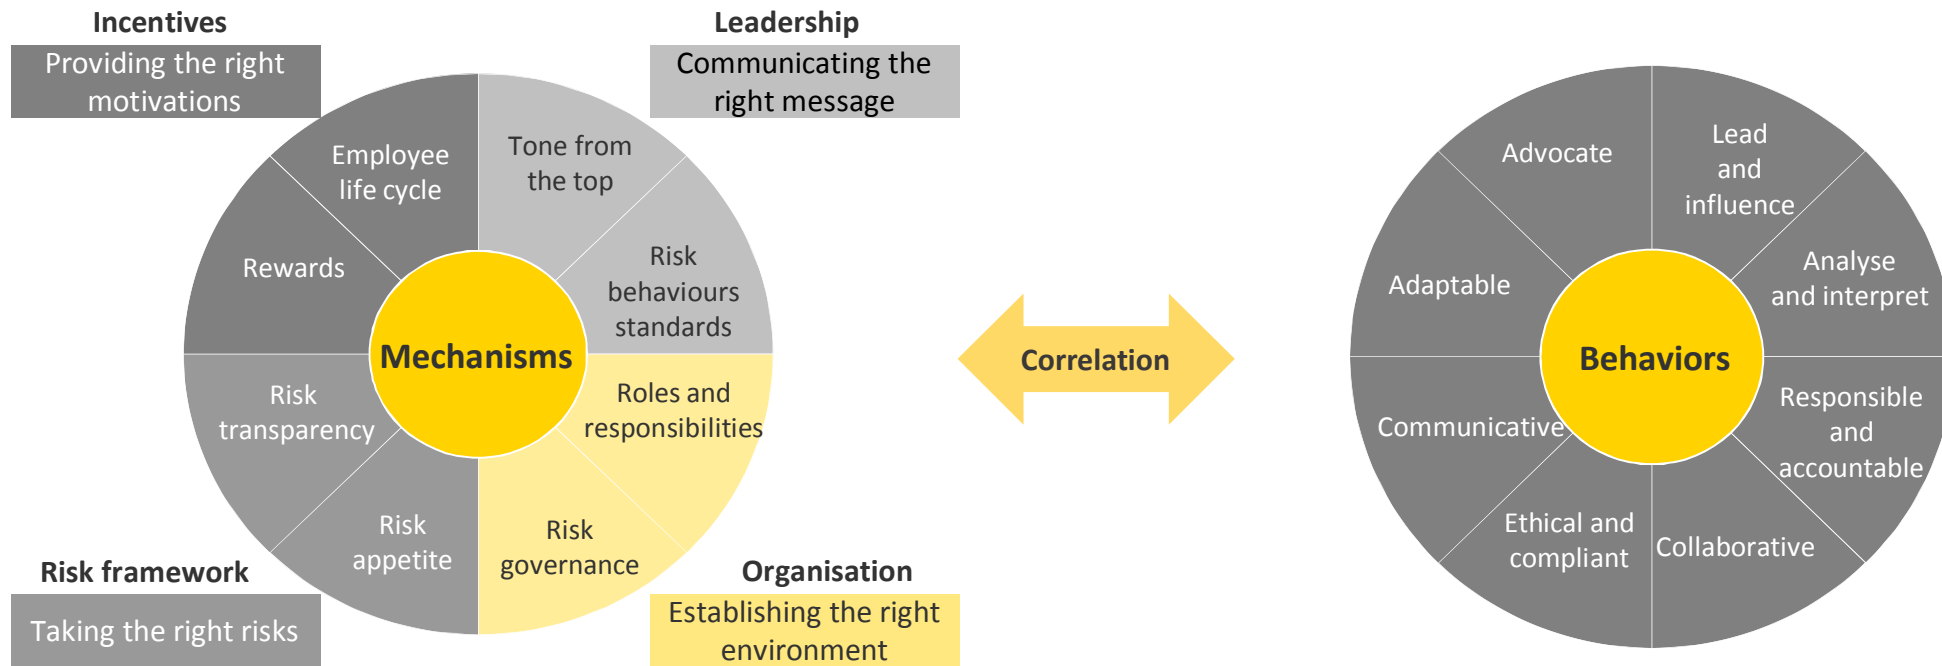 Incentives
Providing the right
motivations
Leadership
Communicating the
right message
Employee
life cycle
Tone from
the top
Rewards
Risk
behaviours
standards
Mechanisms
Risk
transparency
Roles and
responsibilities
Risk
appetite
Risk
governance
Risk framework
Taking the right risks
Organisation
Establishing the right
environment
Correlation
Advocate
Lead
and
influence
Adaptable
Analyse
and interpret
Behaviors
Communicative
Responsible
and
accountable
Ethical and
compliant
Collaborative